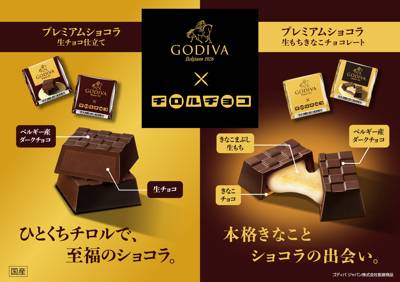 プレミアムショコラ
生チョコ仕立て
GODIVA
Belgium 1926
×
チロルチョコ
プレミアムショコラ
生もちきなこチョコレート
ベルギー産
ダークチョコ
生チョコ
きなこまぶし
生もち
ベルギー産
ダークチョコ
きなこ
チョコ
ひとくちチロルで、
至福のショコラ。
本格きなこと
ショコラの出会い。
国産
ゴディバ ジャパン株式会社監修商品